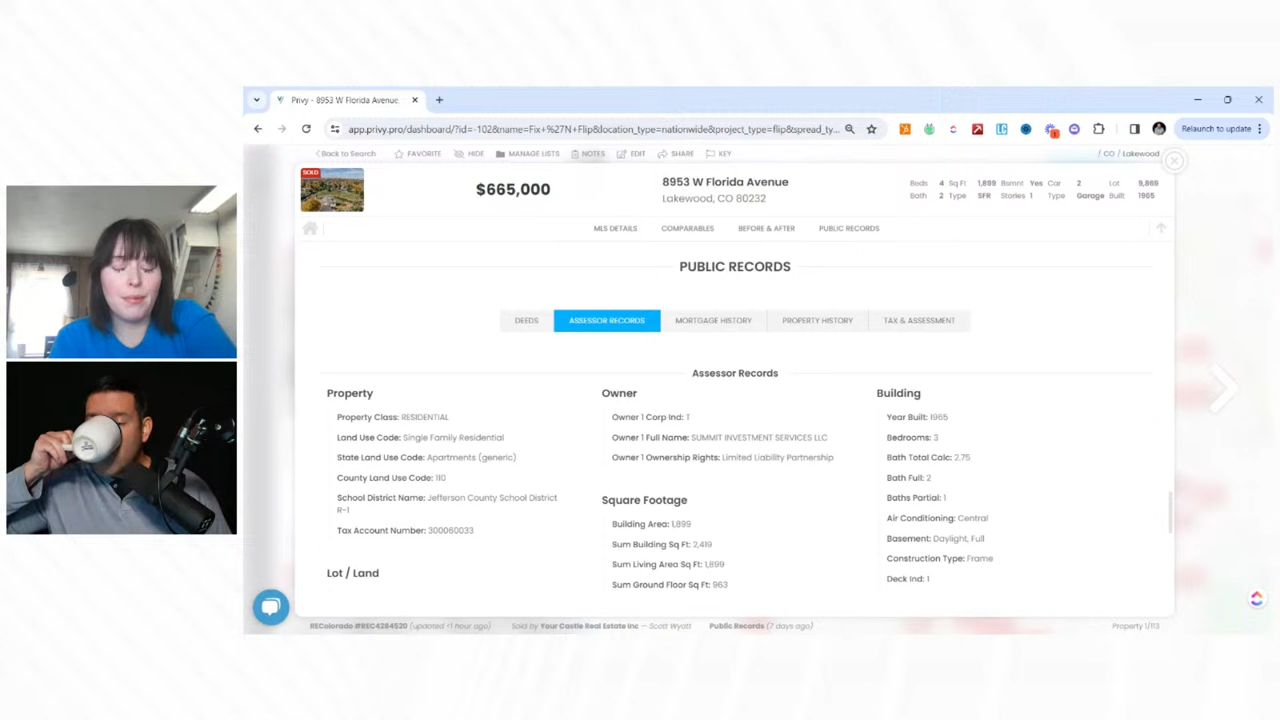 Privy - 8953 W Florida Avenue,
app.privy.pro/dashboard/?id=-102&name=Fix+%27N+Flip&location_type=nationwide&project_type=flip&spread_ty...
Relaunch to update
Back to Search FAVORITE HIDE MANAGE LISTS NOTES EDIT SHARE KEY / CO / Lakewood
SOLD
$665,000
8953 W Florida Avenue
Lakewood, CO 80232
Beds 4 Sq Ft 1,899 Bsmnt Yes Car 2 Lot 9,869
Bath 2 Type SFR Stories 1 Type Garage Built 1965
MLS DETAILS COMPARABLES BEFORE & AFTER PUBLIC RECORDS
PUBLIC RECORDS
DEEDS ASSESSOR RECORDS MORTGAGE HISTORY PROPERTY HISTORY TAX & ASSESSMENT
Assessor Records
Property
Property Class: RESIDENTIAL
Land Use Code: Single Family Residential
State Land Use Code: Apartments (generic)
County Land Use Code: 110
School District Name: Jefferson County School District
R-1
Tax Account Number: 300060033
Lot / Land
Owner
Owner 1 Corp Ind: T
Owner 1 Full Name: SUMMIT INVESTMENT SERVICES LLC
Owner 1 Ownership Rights: Limited Liability Partnership
Square Footage
Building Area: 1,899
Sum Building Sq Ft: 2,419
Sum Living Area Sq Ft: 1,899
Sum Ground Floor Sq Ft: 963
Building
Year Built: 1965
Bedrooms: 3
Bath Total Calc: 2.75
Bath Full: 2
Baths Partial: 1
Air Conditioning: Central
Basement: Daylight, Full
Construction Type: Frame
Deck Ind: 1
REColorado #REC4284520 (updated <1 hour ago) Sold by Your Castle Real Estate Inc — Scott Wyatt Public Records (7 days ago) Property 1/113